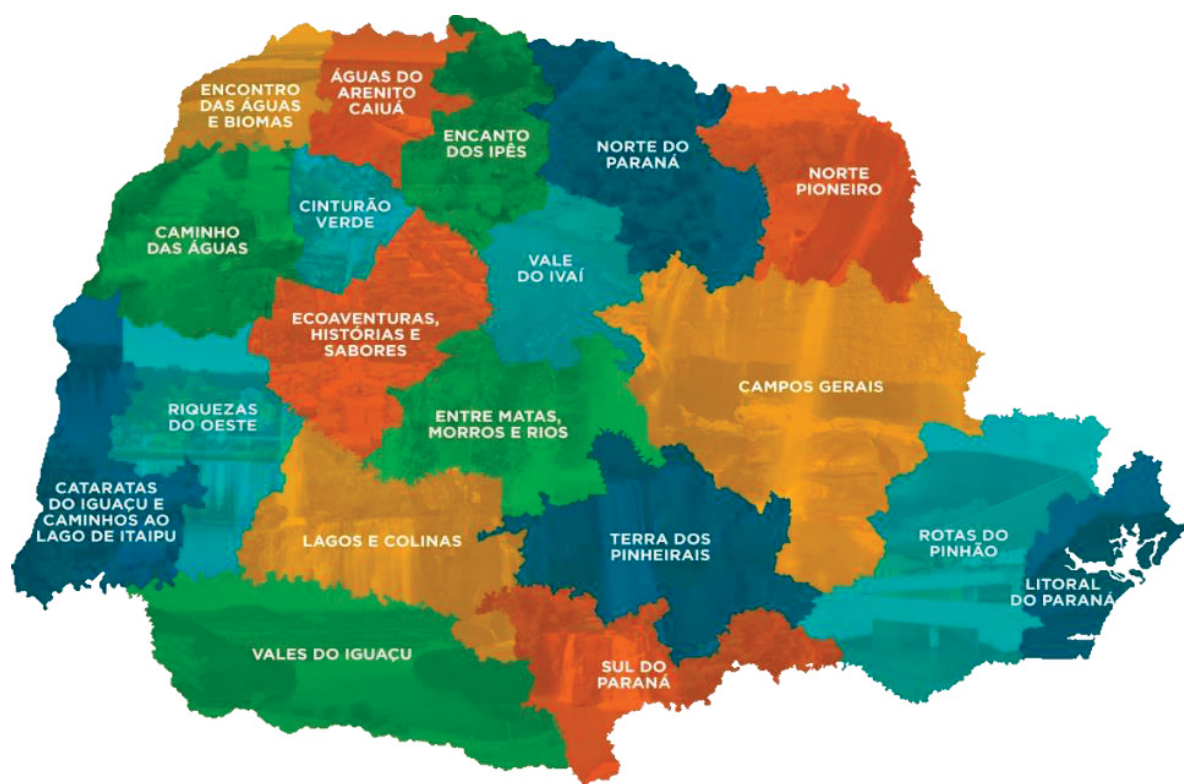 ENCONTRO
DAS ÁGUAS
E BIOMAS
ÁGUAS DO
ARENITO
CAIUÁ
ENCANTO
DOS IPÊS
NORTE DO
PARANÁ
NORTE
PIONEIRO
CAMINHO
DAS ÁGUAS
CINTURÃO
VERDE
VALE
DO IVAÍ
ECOAVENTURAS,
HISTÓRIAS E
SABORES
CAMPOS GERAIS
RIQUEZAS
DO OESTE
ENTRE MATAS,
MORROS E RIOS
CATARATAS
DO IGUAÇU E
CAMINHOS AO
LAGO DE ITAIPU
LAGOS E COLINAS
TERRA DOS
PINHEIRAIS
ROTAS DO
PINHÃO
LITORAL
DO PARANÁ
VALES DO IGUAÇU
SUL DO
PARANÁ